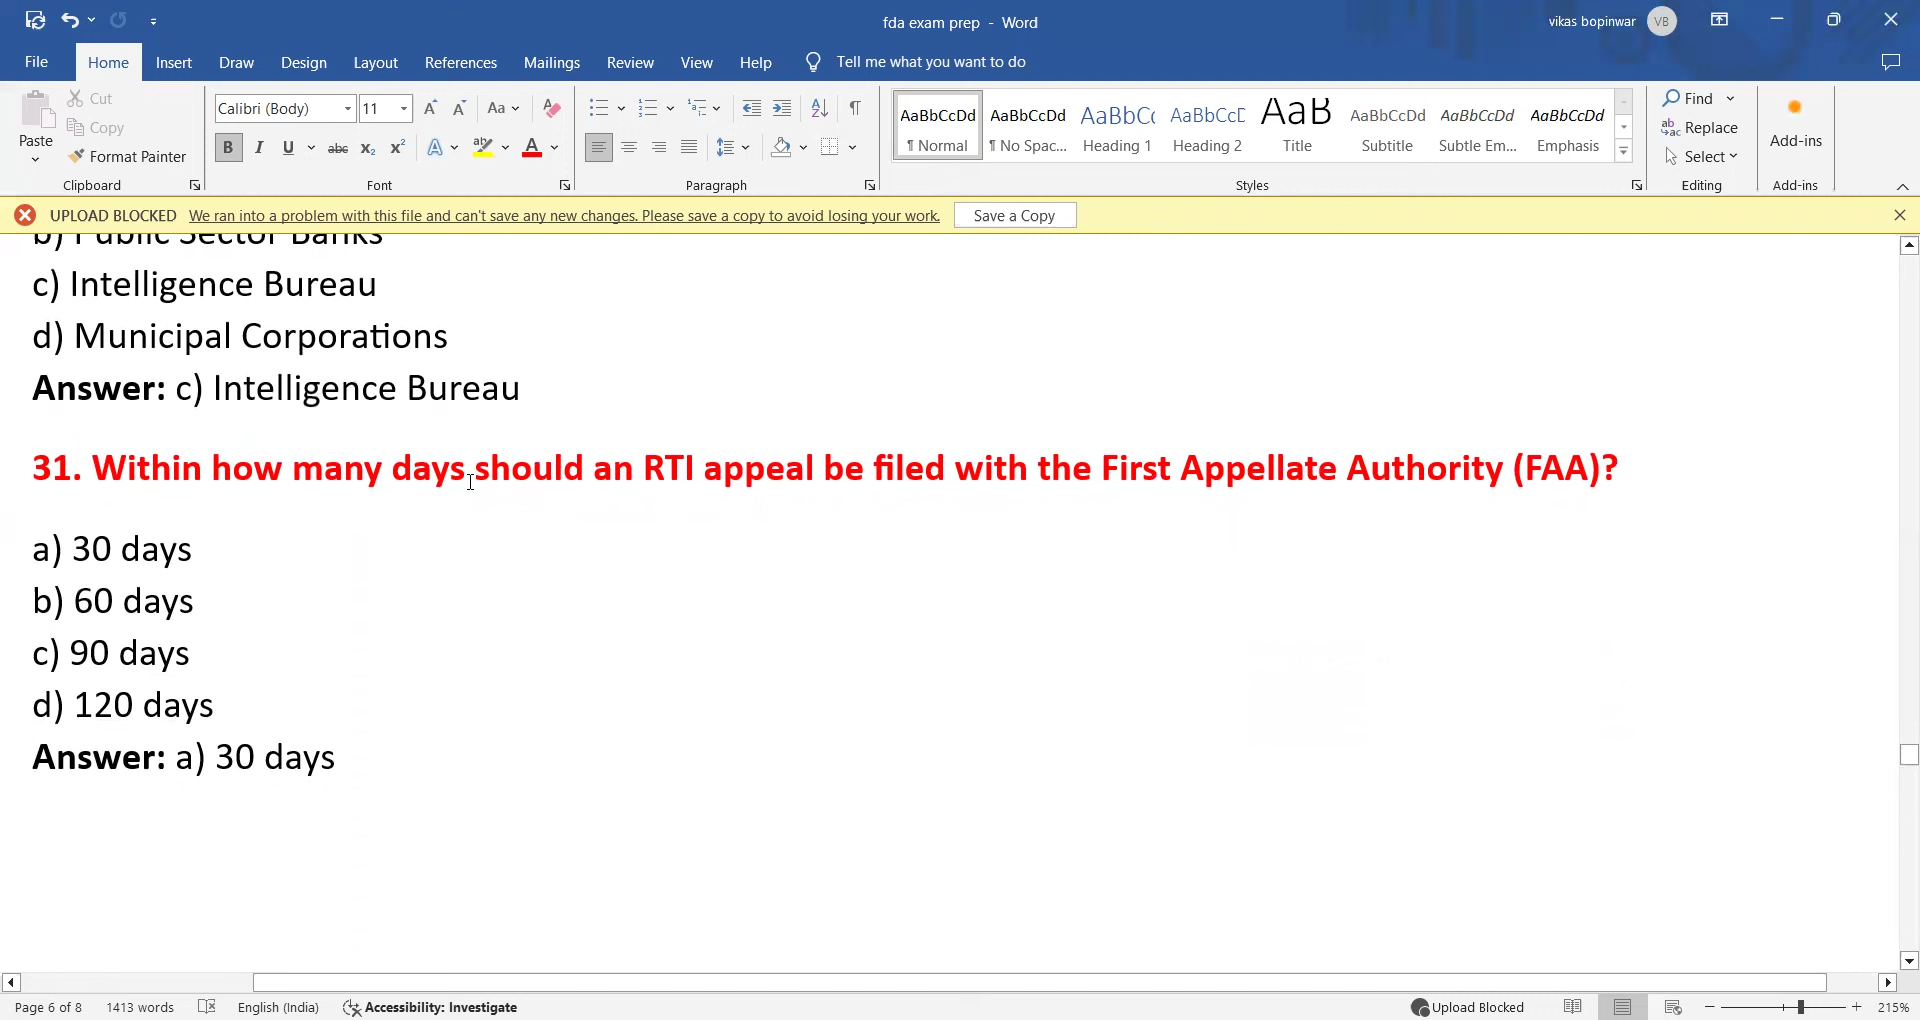 fda exam prep - Word
vikas bopinwar VB
File Home Insert Draw Design Layout References Mailings Review View Help Tell me what you want to do
Paste Cut
Copy
Format Painter
Clipboard
Calibri (Body) 11
Font
Paragraph
AaBbCcDd AaBbCcDd AaBbCc AaBbCcE AaB AaBbCcDd AaBbCcDd AaBbCcDd
¶ Normal ¶ No Spac... Heading 1 Heading 2 Title Subtitle Subtle Em... Emphasis
Styles
Find
Replace
Select
Editing
Add-ins
Add-ins
UPLOAD BLOCKED We ran into a problem with this file and can't save any new changes. Please save a copy to avoid losing your work. Save a Copy
b) Public Sector Banks
c) Intelligence Bureau
d) Municipal Corporations
Answer: c) Intelligence Bureau
31. Within how many days should an RTI appeal be filed with the First Appellate Authority (FAA)?
a) 30 days
b) 60 days
c) 90 days
d) 120 days
Answer: a) 30 days
Page 6 of 8 1413 words English (India) Accessibility: Investigate Upload Blocked 215%